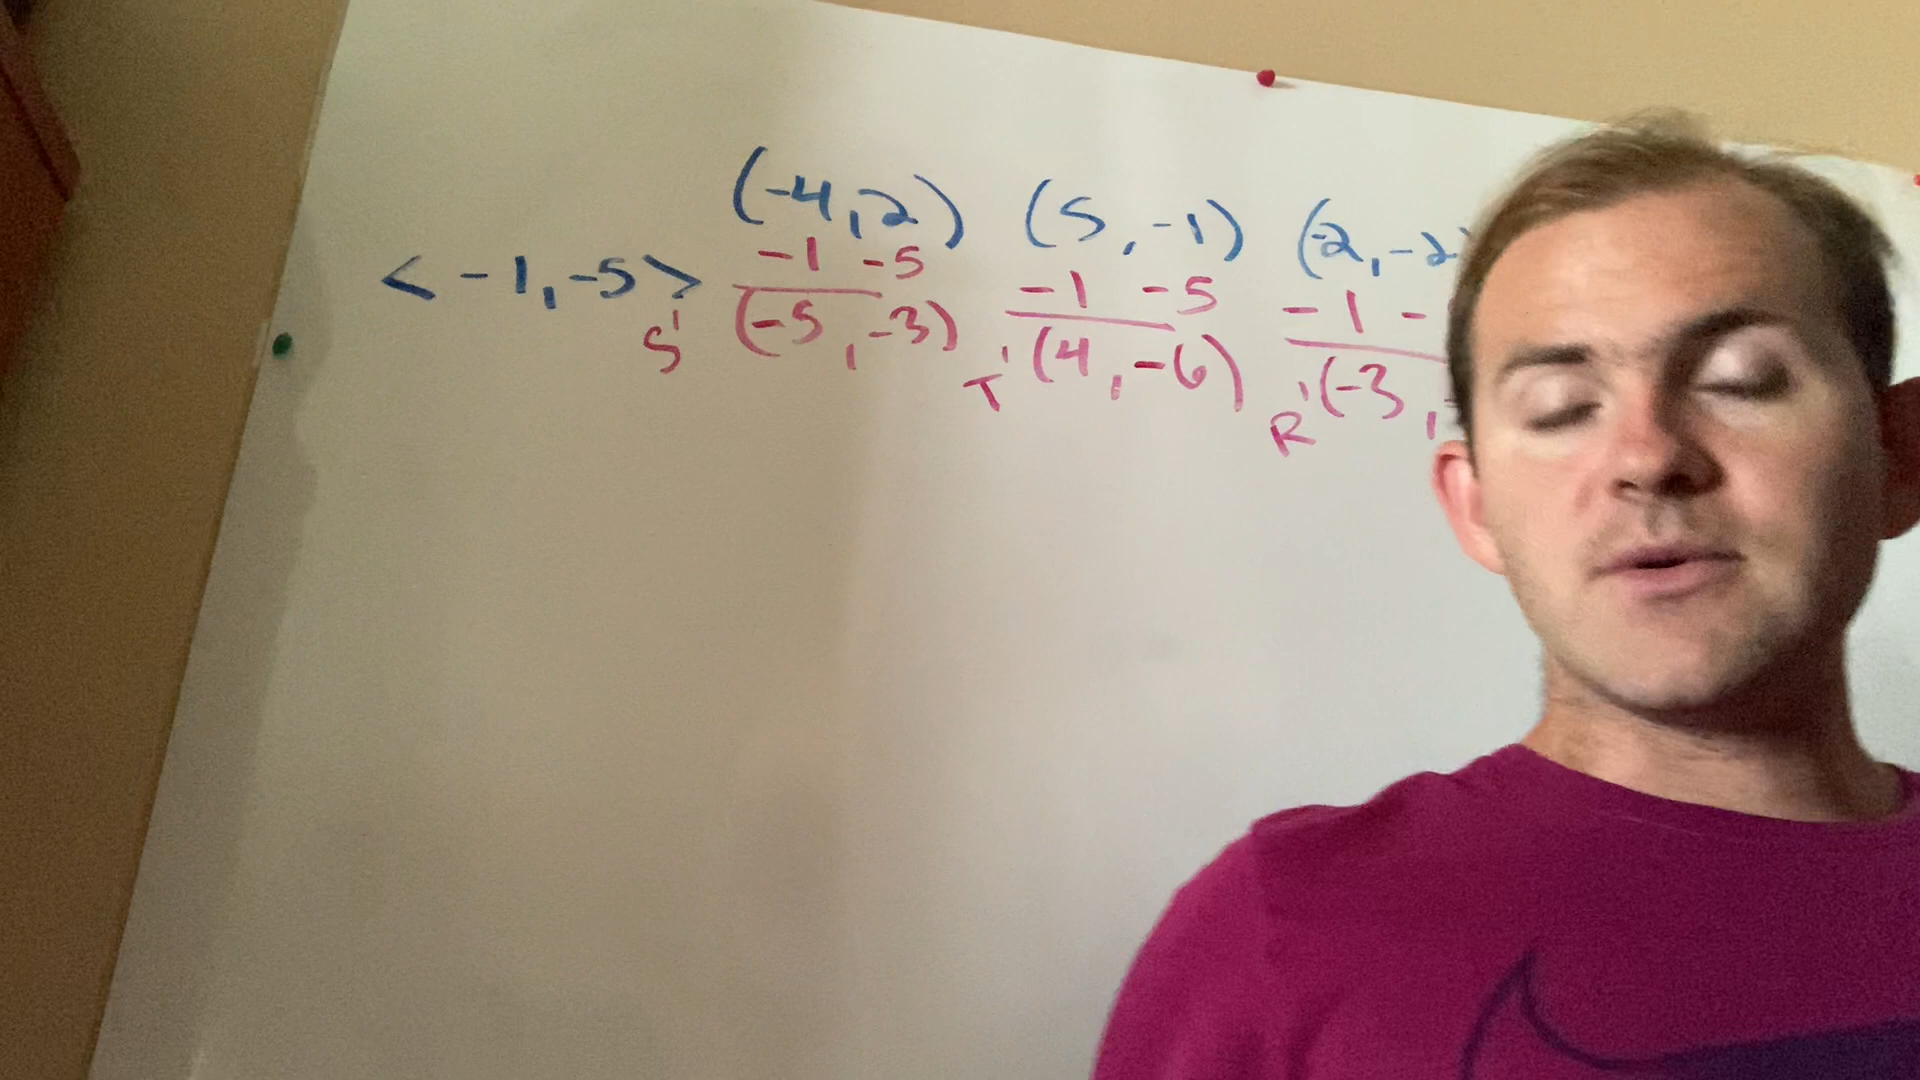 (-4,2) (5,-1) (-2,-2
<-1,-5> -1 -5 -1 -5 -1 -
S' (-5,-3) T' (4,-6) R' (-3,